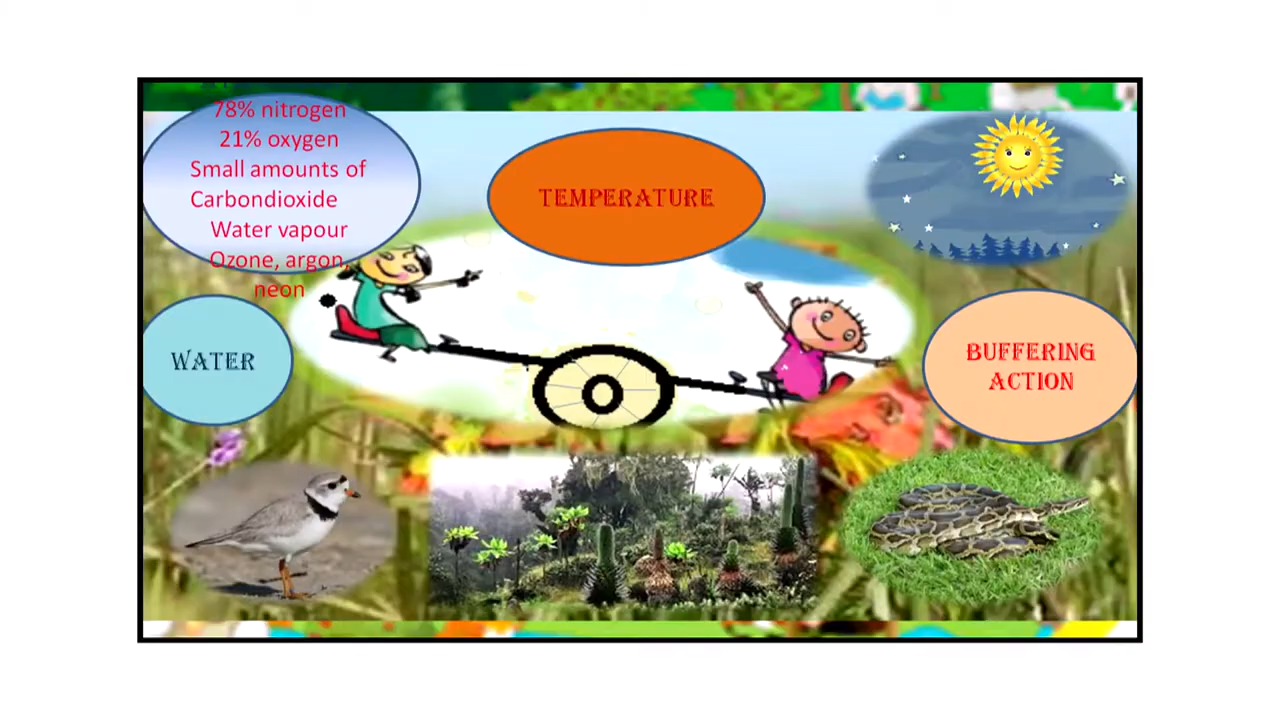 78% nitrogen
21% oxygen
Small amounts of
Carbondioxide
Water vapour
Ozone, argon,
neon
TEMPERATURE
WATER
BUFFERING
ACTION